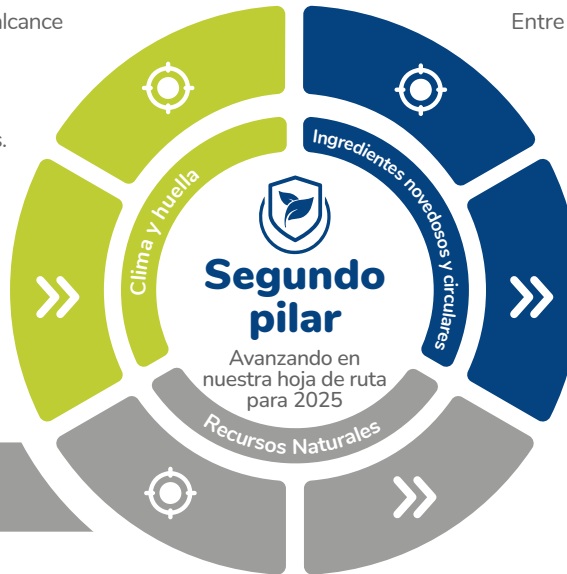 alcance
Entre
s.
Clima y huella
Ingredientes novedosos y circulares
Segundo
pilar
Avanzando en
nuestra hoja de ruta
para 2025
Recursos Naturales